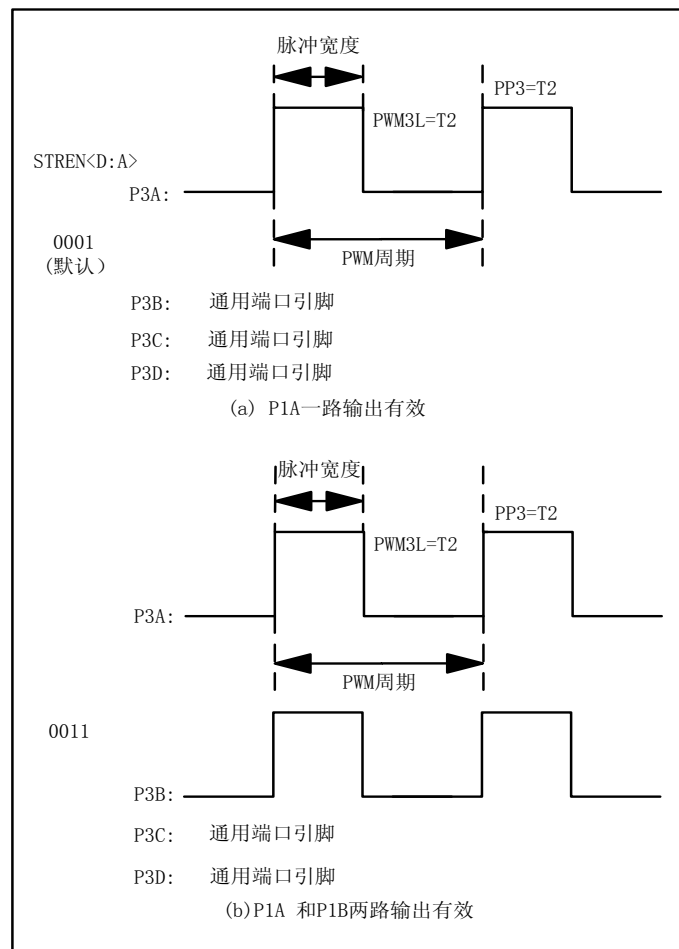 脉冲宽度
PP3=T2
PWM3L=T2
STREN<D:A>
P3A:
0001
(默认)
PWM周期
P3B: 通用端口引脚
P3C: 通用端口引脚
P3D: 通用端口引脚
(a) P1A一路输出有效
脉冲宽度
PP3=T2
PWM3L=T2
P3A:
PWM周期
0011
P3B:
P3C: 通用端口引脚
P3D: 通用端口引脚
(b)P1A 和P1B两路输出有效